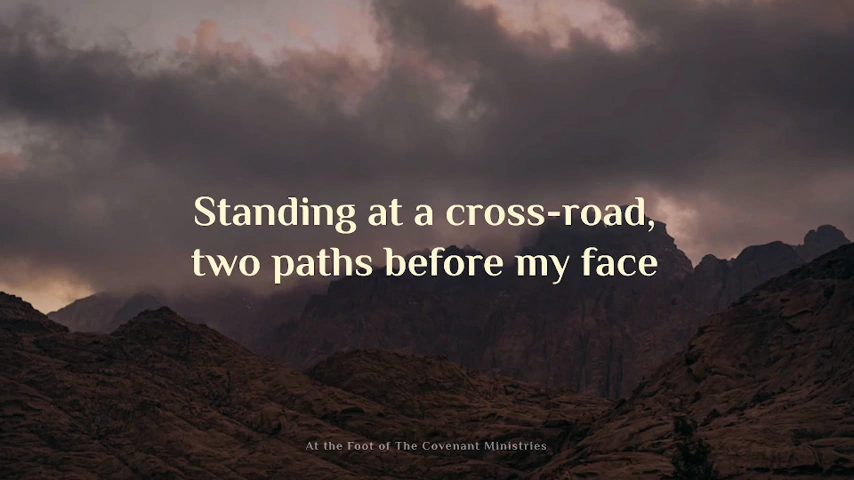 Standing at a cross-road,
two paths before my face
At the Foot of The Covenant Ministries